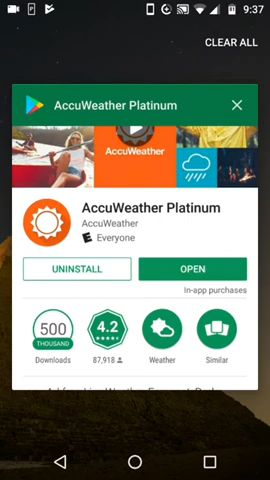 9:37
CLEAR ALL
AccuWeather Platinum
AccuWeather
AccuWeather Platinum
AccuWeather
E Everyone
UNINSTALL
OPEN
In-app purchases
500
THOUSAND
4.2
Downloads
87,918
Weather
Similar